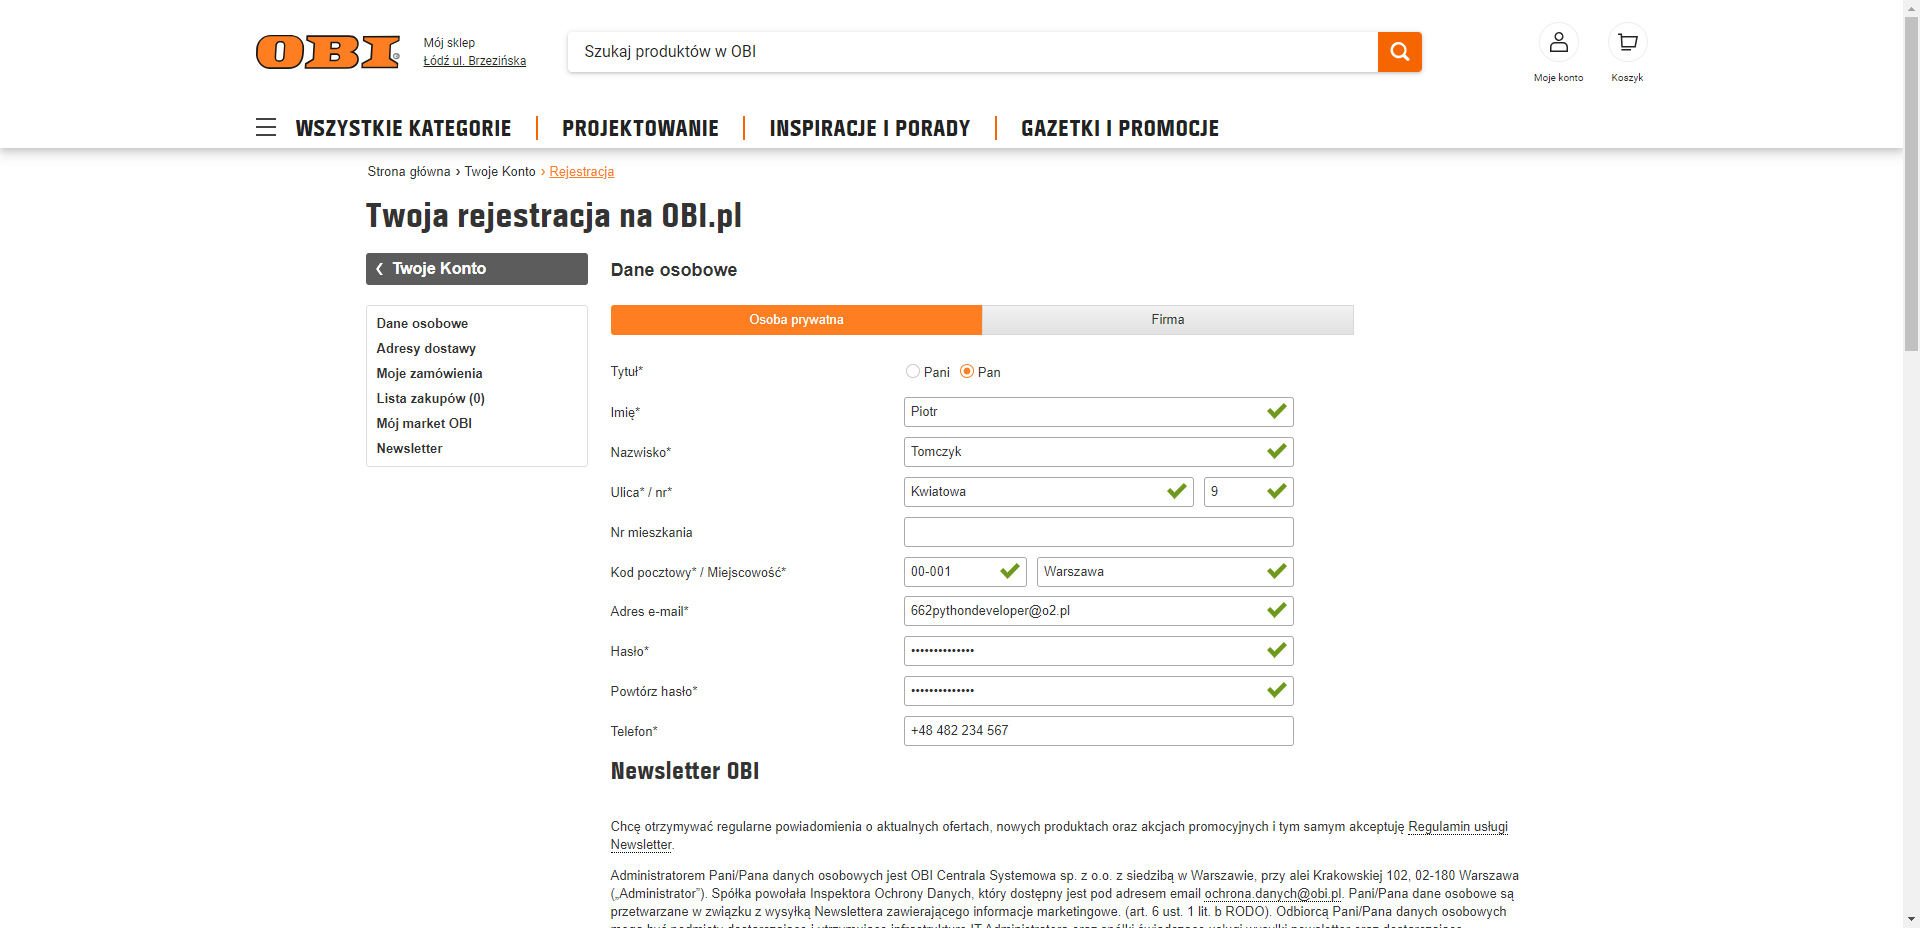 OBI
Mój sklep
Łódź ul. Brzezińska
Szukaj produktów w OBI
Moje konto
Koszyk
WSZYSTKIE KATEGORIE
PROJEKTOWANIE
INSPIRACJE I PORADY
GAZETKI I PROMOCJE
Strona główna › Twoje Konto › Rejestracja
Twoja rejestracja na OBI.pl
Twoje Konto
Dane osobowe
Adresy dostawy
Moje zamówienia
Lista zakupów (0)
Mój market OBI
Newsletter
Dane osobowe
Osoba prywatna
Firma
Tytuł* Pani Pan
Imię* Piotr
Nazwisko* Tomczyk
Ulica* / nr* Kwiatowa 9
Nr mieszkania
Kod pocztowy* / Miejscowość* 00-001 Warszawa
Adres e-mail* 662pythondeveloper@o2.pl
Hasło* ••••••••••••••
Powtórz hasło* ••••••••••••••
Telefon* +48 482 234 567
Newsletter OBI
Chcę otrzymywać regularne powiadomienia o aktualnych ofertach, nowych produktach oraz akcjach promocyjnych i tym samym akceptuję Regulamin usługi
Newsletter.
Administratorem Pani/Pana danych osobowych jest OBI Centrala Systemowa sp. z o.o. z siedzibą w Warszawie, przy alei Krakowskiej 102, 02-180 Warszawa
(„Administrator”). Spółka powołała Inspektora Ochrony Danych, który dostępny jest pod adresem email ochrona.danych@obi.pl. Pani/Pana dane osobowe są
przetwarzane w związku z wysyłką Newslettera zawierającego informacje marketingowe. (art. 6 ust. 1 lit. b RODO). Odbiorcą Pani/Pana danych osobowych